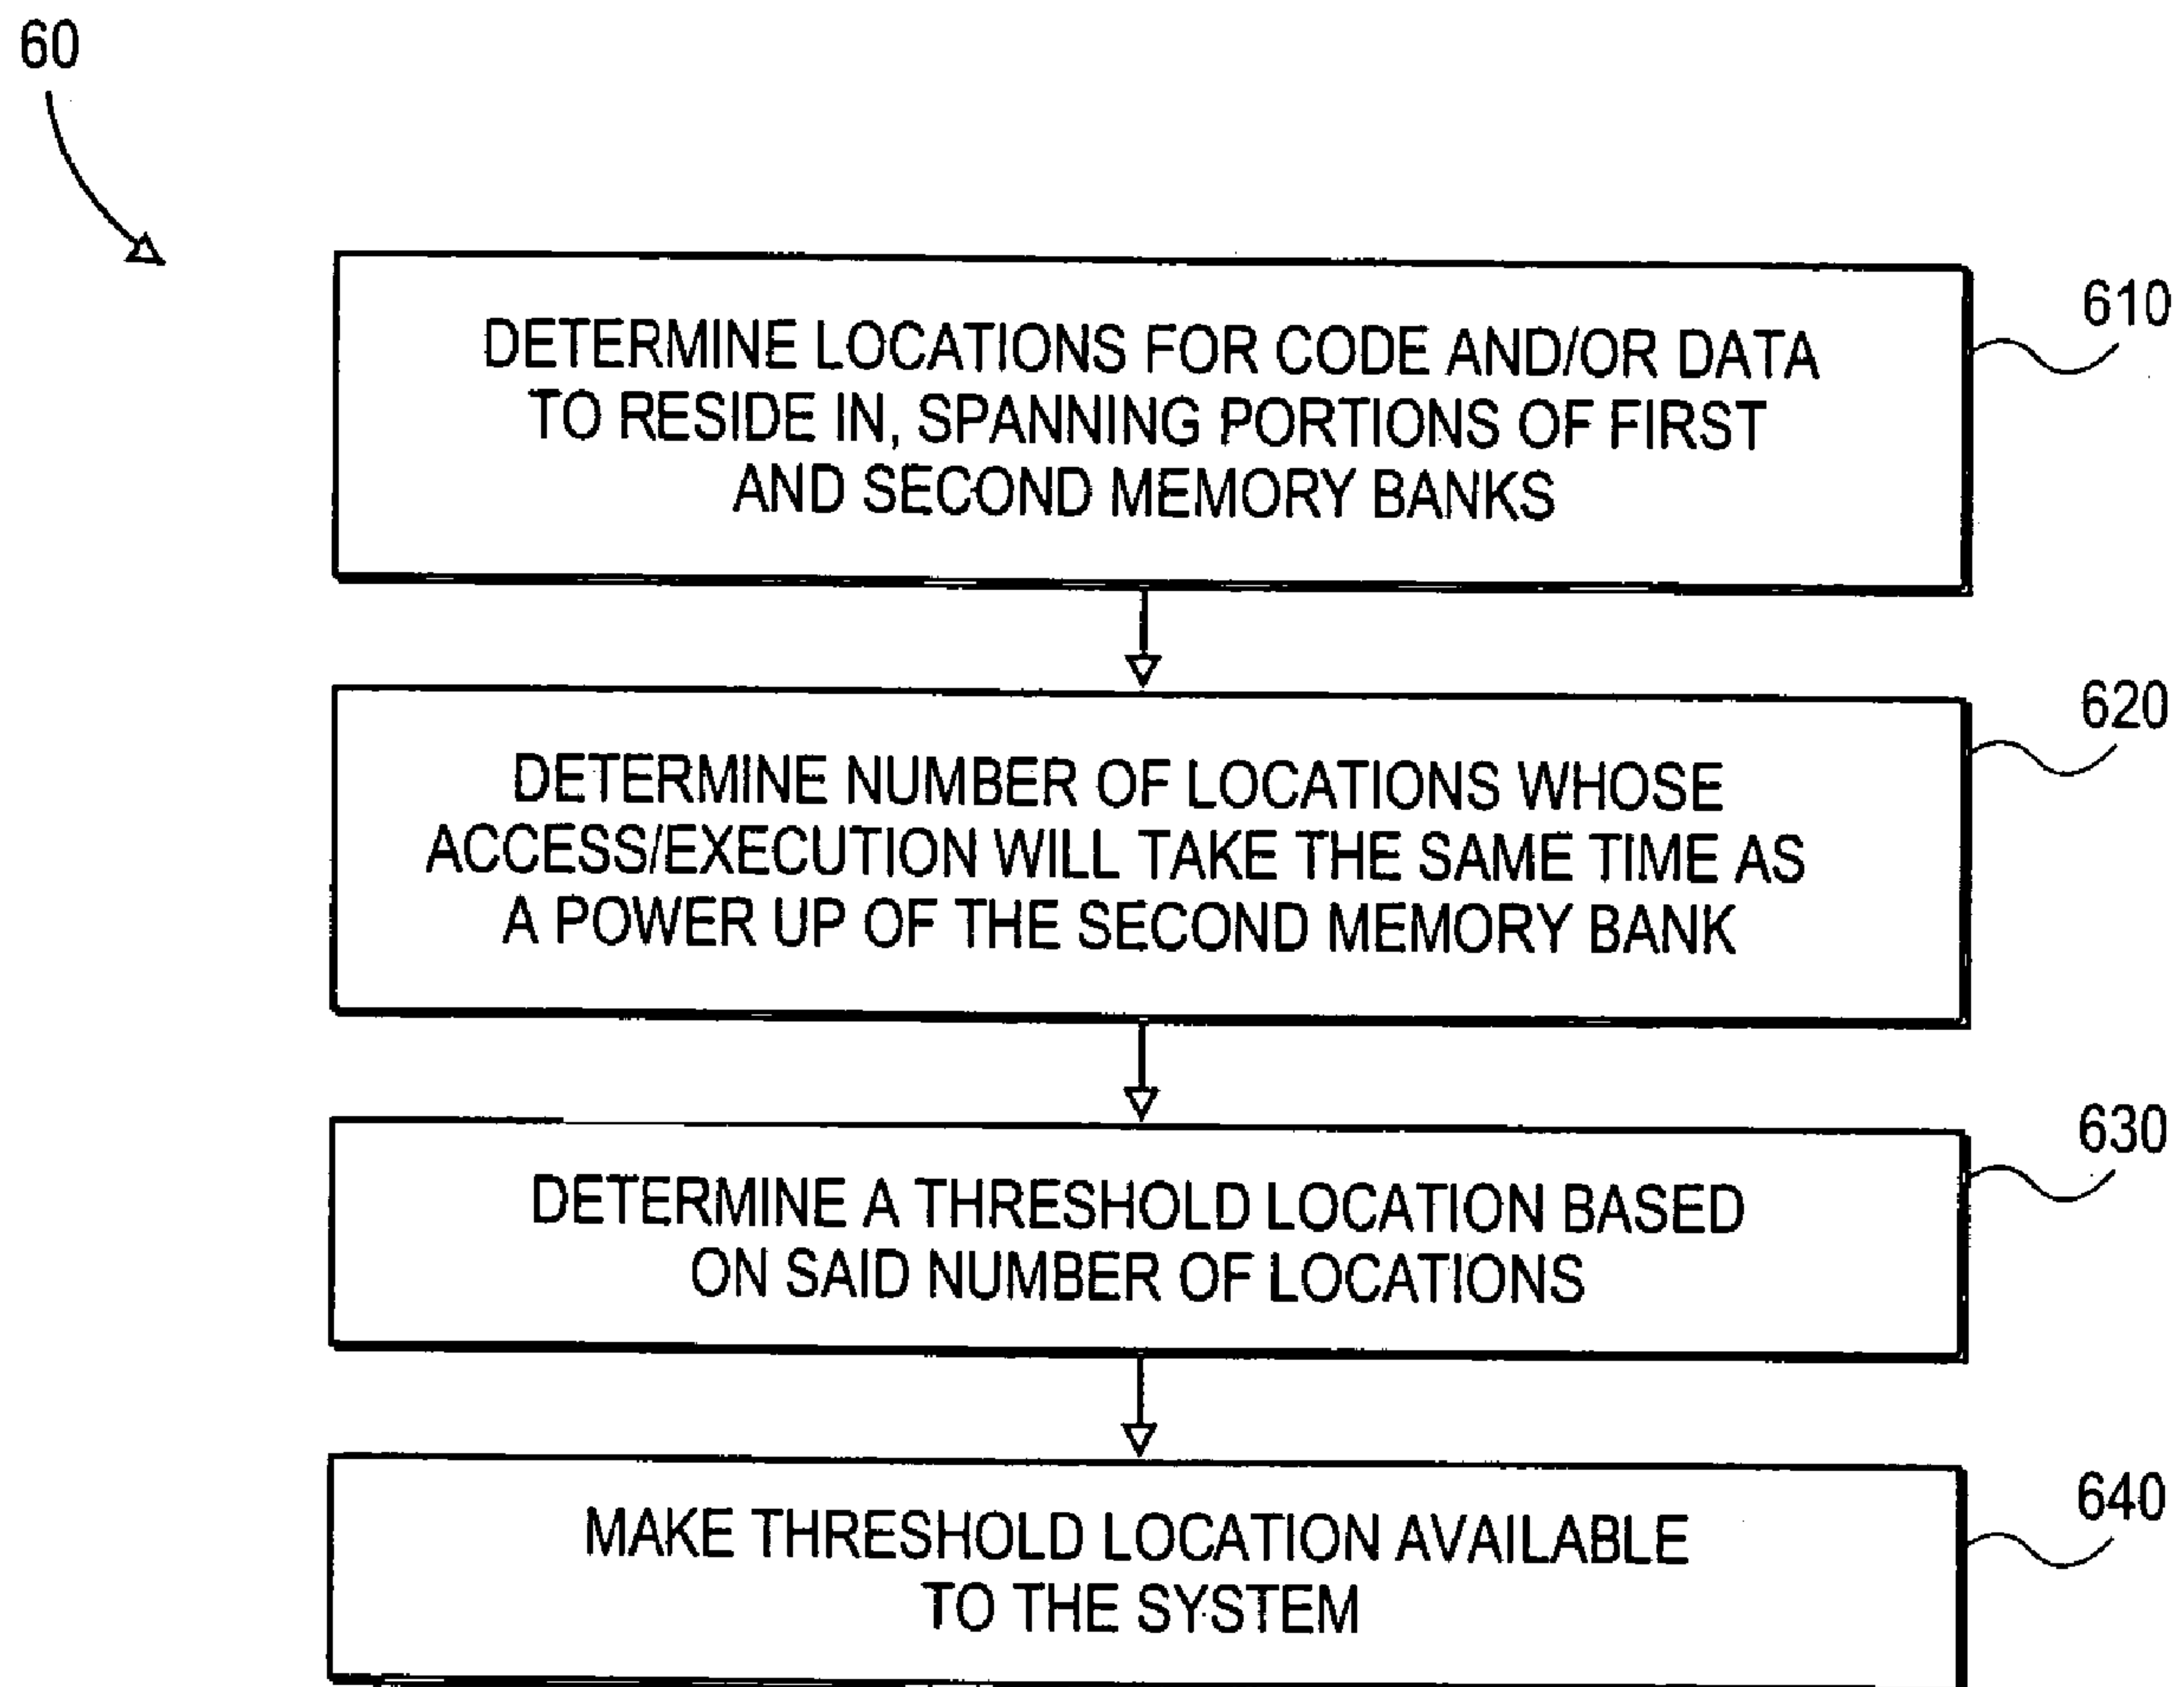 60
610
DETERMINE LOCATIONS FOR CODE AND/OR DATA
TO RESIDE IN, SPANNING PORTIONS OF FIRST
AND SECOND MEMORY BANKS
620
DETERMINE NUMBER OF LOCATIONS WHOSE
ACCESS/EXECUTION WILL TAKE THE SAME TIME AS
A POWER UP OF THE SECOND MEMORY BANK
630
DETERMINE A THRESHOLD LOCATION BASED
ON SAID NUMBER OF LOCATIONS
640
MAKE THRESHOLD LOCATION AVAILABLE
TO THE SYSTEM